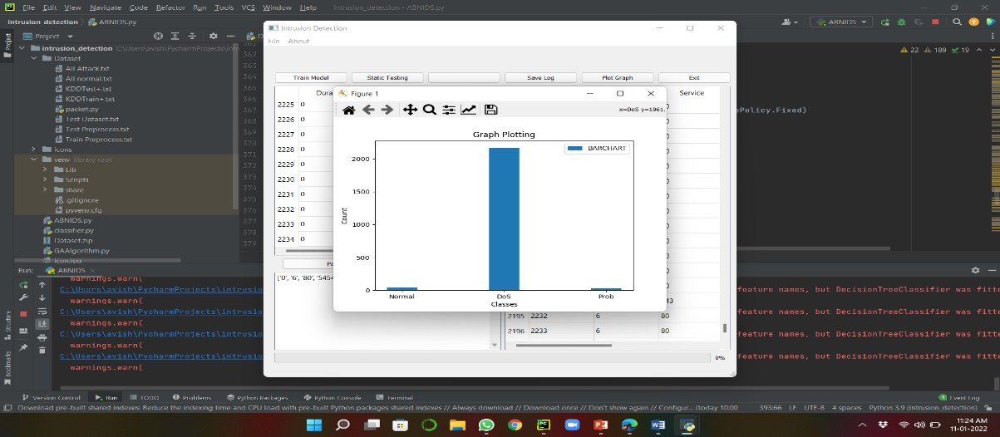 File Edit View Navigate Code Refactor Run Tools VCS Window Help intrusion_detection - ABNIDS.py
intrusion_detection ABNIDS.py
ABNIDS
Project
intrusion_detection C:\Users\avish\PycharmProjects\intr
Dataset
All Attack.txt
All normal.txt
KDDTest+.txt
KDDTrain+.txt
packet.py
Test Dataset.txt
Test Preprocess.txt
Train Preprocess.txt
icons
venv library root
Lib
Scripts
share
.gitignore
pyvenv.cfg
ABNIDS.py
classifier.py
Dataset.zip
GAAlgorithm.py
362
363
364
365
366
367
368
369
370
371
372
373
374
375
376
377
378
379
22 189 19
ePolicy.Fixed)
Intrusion Detection
File About
Train Model Static Testing Save Log Plot Graph Exit
Dura
Service
2225 0
2226 0
2227 0
2228 0
2229 0
2230 0
2231 0
2232 0
2233 0
2234 0
Pa
['0', '6', '80', '5454
2195 2232 6 80
2196 2233 6 80
0%
Figure 1
x=DoS y=1961.
Graph Plotting
BARCHART
Count
2000
1500
1000
500
0
Normal DoS Prob
Classes
Run: ABNIDS
warnings.warn(
C:\Users\avish\PycharmProjects\intrusio
feature names, but DecisionTreeClassifier was fitte
warnings.warn(
C:\Users\avish\PycharmProjects\intrusio
feature names, but DecisionTreeClassifier was fitte
warnings.warn(
C:\Users\avish\PycharmProjects\intrusio
feature names, but DecisionTreeClassifier was fitte
warnings.warn(
C:\Users\avish\PycharmProjects\intrusio
feature names, but DecisionTreeClassifier was fitte
warnings.warn(
Project
Structure
Bookmarks
Version Control Run TODO Problems Python Packages Python Console Terminal Event Log
Download pre-built shared indexes: Reduce the indexing time and CPU load with pre-built Python packages shared indexes // Always download // Download once // Don't show again // Configur... (today 10:00
393:66 LF UTF-8 4 spaces Python 3.9 (intrusion_detection)
11:24 AM
11-01-2022